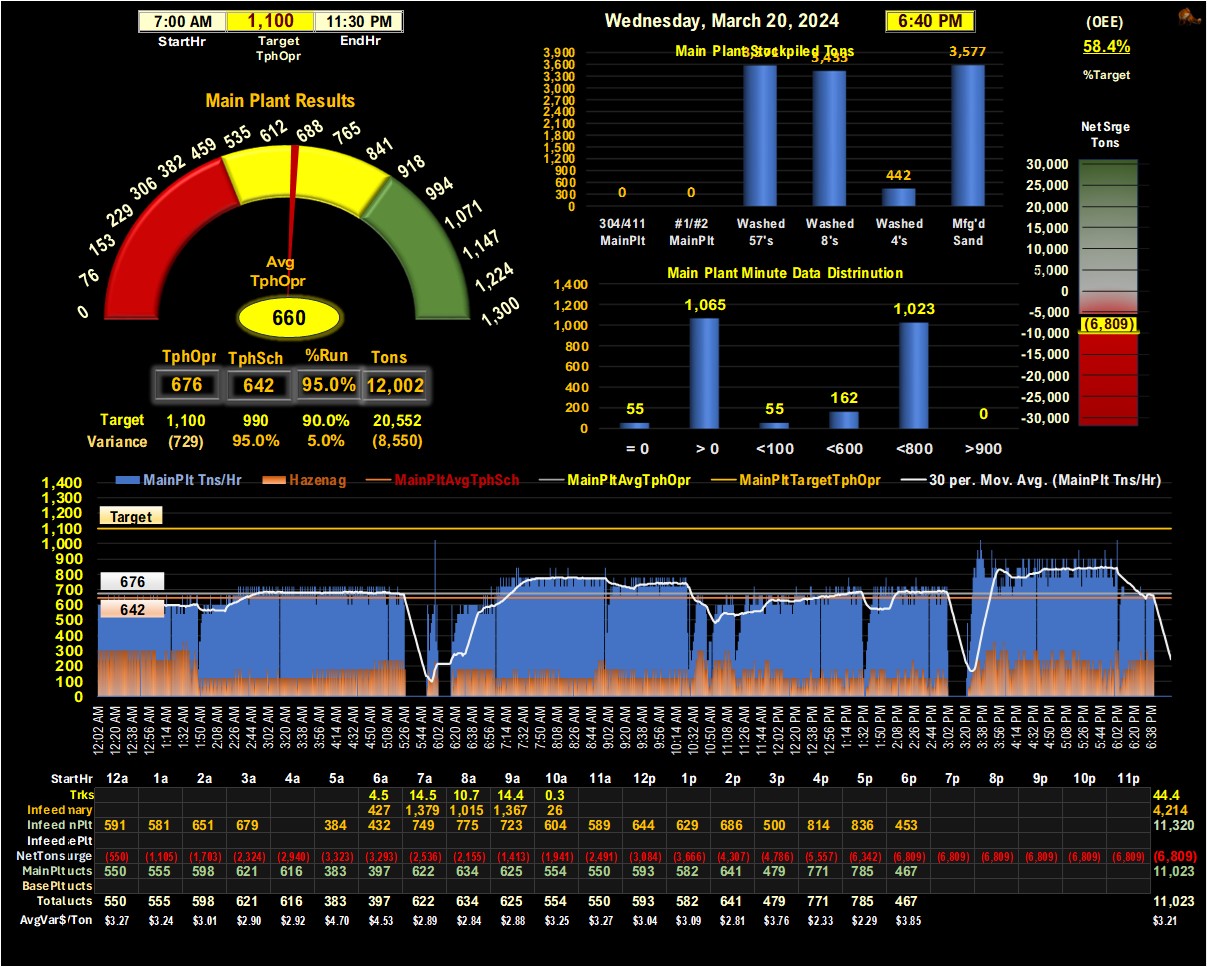 7:00 AM 1,100 11:30 PM
StartHr Target TphOpr EndHr
Wednesday, March 20, 2024 6:40 PM
(OEE)
58.4%
%Target
Main Plant Results
0 76 153 229 306 382 459 535 612 688 765 841 918 994 1,071 1,147 1,224 1,300
Avg
TphOpr
660
TphOpr TphSch %Run Tons
676 642 95.0% 12,002
Target 1,100 990 90.0% 20,552
Variance (729) 95.0% 5.0% (8,550)
Main Plant Stockpiled Tons
3,900
3,600
3,300
3,000
2,700
2,400
2,100
1,800
1,500
1,200
900
600
300
0
0 0 442 3,577
304/411 MainPlt #1/#2 MainPlt Washed 57's Washed 8's Washed 4's Mfg'd Sand
Main Plant Minute Data Distrinution
1,400
1,200
1,000
800
600
400
200
0
55 1,065 55 162 1,023 0
= 0 > 0 <100 <600 <800 >900
Net Srge
Tons
30,000
25,000
20,000
15,000
10,000
5,000
0
-5,000
(6,809)
-10,000
-15,000
-20,000
-25,000
-30,000
MainPlt Tns/Hr Hazenag MainPltAvgTphSch MainPltAvgTphOpr MainPltTargetTphOpr 30 per. Mov. Avg. (MainPlt Tns/Hr)
1,400
1,300
1,200
1,100
1,000
900
800
700
600
500
400
300
200
100
0
Target
676
642
12:02 AM 12:20 AM 12:38 AM 12:56 AM 1:14 AM 1:32 AM 1:50 AM 2:08 AM 2:26 AM 2:44 AM 3:02 AM 3:20 AM 3:38 AM 3:56 AM 4:14 AM 4:32 AM 4:50 AM 5:08 AM 5:26 AM 5:44 AM 6:02 AM 6:20 AM 6:38 AM 6:56 AM 7:14 AM 7:32 AM 7:50 AM 8:08 AM 8:26 AM 8:44 AM 9:02 AM 9:20 AM 9:38 AM 9:56 AM 10:14 AM 10:32 AM 10:50 AM 11:08 AM 11:26 AM 11:44 AM 12:02 PM 12:20 PM 12:38 PM 12:56 PM 1:14 PM 1:32 PM 1:50 PM 2:08 PM 2:26 PM 2:44 PM 3:02 PM 3:20 PM 3:38 PM 3:56 PM 4:14 PM 4:32 PM 4:50 PM 5:08 PM 5:26 PM 5:44 PM 6:02 PM 6:20 PM 6:38 PM
StartHr 12a 1a 2a 3a 4a 5a 6a 7a 8a 9a 10a 11a 12p 1p 2p 3p 4p 5p 6p 7p 8p 9p 10p 11p
Trks 4.5 14.5 10.7 14.4 0.3 44.4
Infeed nary 427 1,379 1,015 1,367 26 4,214
Infeed nPlt 591 581 651 679 384 432 749 775 723 604 589 644 629 686 500 814 836 453 11,320
Infeed ePlt
NetTons urge (550) (1,105) (1,703) (2,324) (2,940) (3,323) (3,293) (2,536) (2,155) (1,413) (1,941) (2,491) (3,084) (3,666) (4,307) (4,786) (5,557) (6,342) (6,809) (6,809) (6,809) (6,809) (6,809) (6,809) (6,809)
MainPlt ucts 550 555 598 621 616 383 397 622 634 625 554 550 593 582 641 479 771 785 467 11,023
BasePlt ucts
Total ucts 550 555 598 621 616 383 397 622 634 625 554 550 593 582 641 479 771 785 467 11,023
AvgVar$/Ton $3.27 $3.24 $3.01 $2.90 $2.92 $4.70 $4.53 $2.89 $2.84 $2.88 $3.25 $3.27 $3.04 $3.09 $2.81 $3.76 $2.33 $2.29 $3.85 $3.21